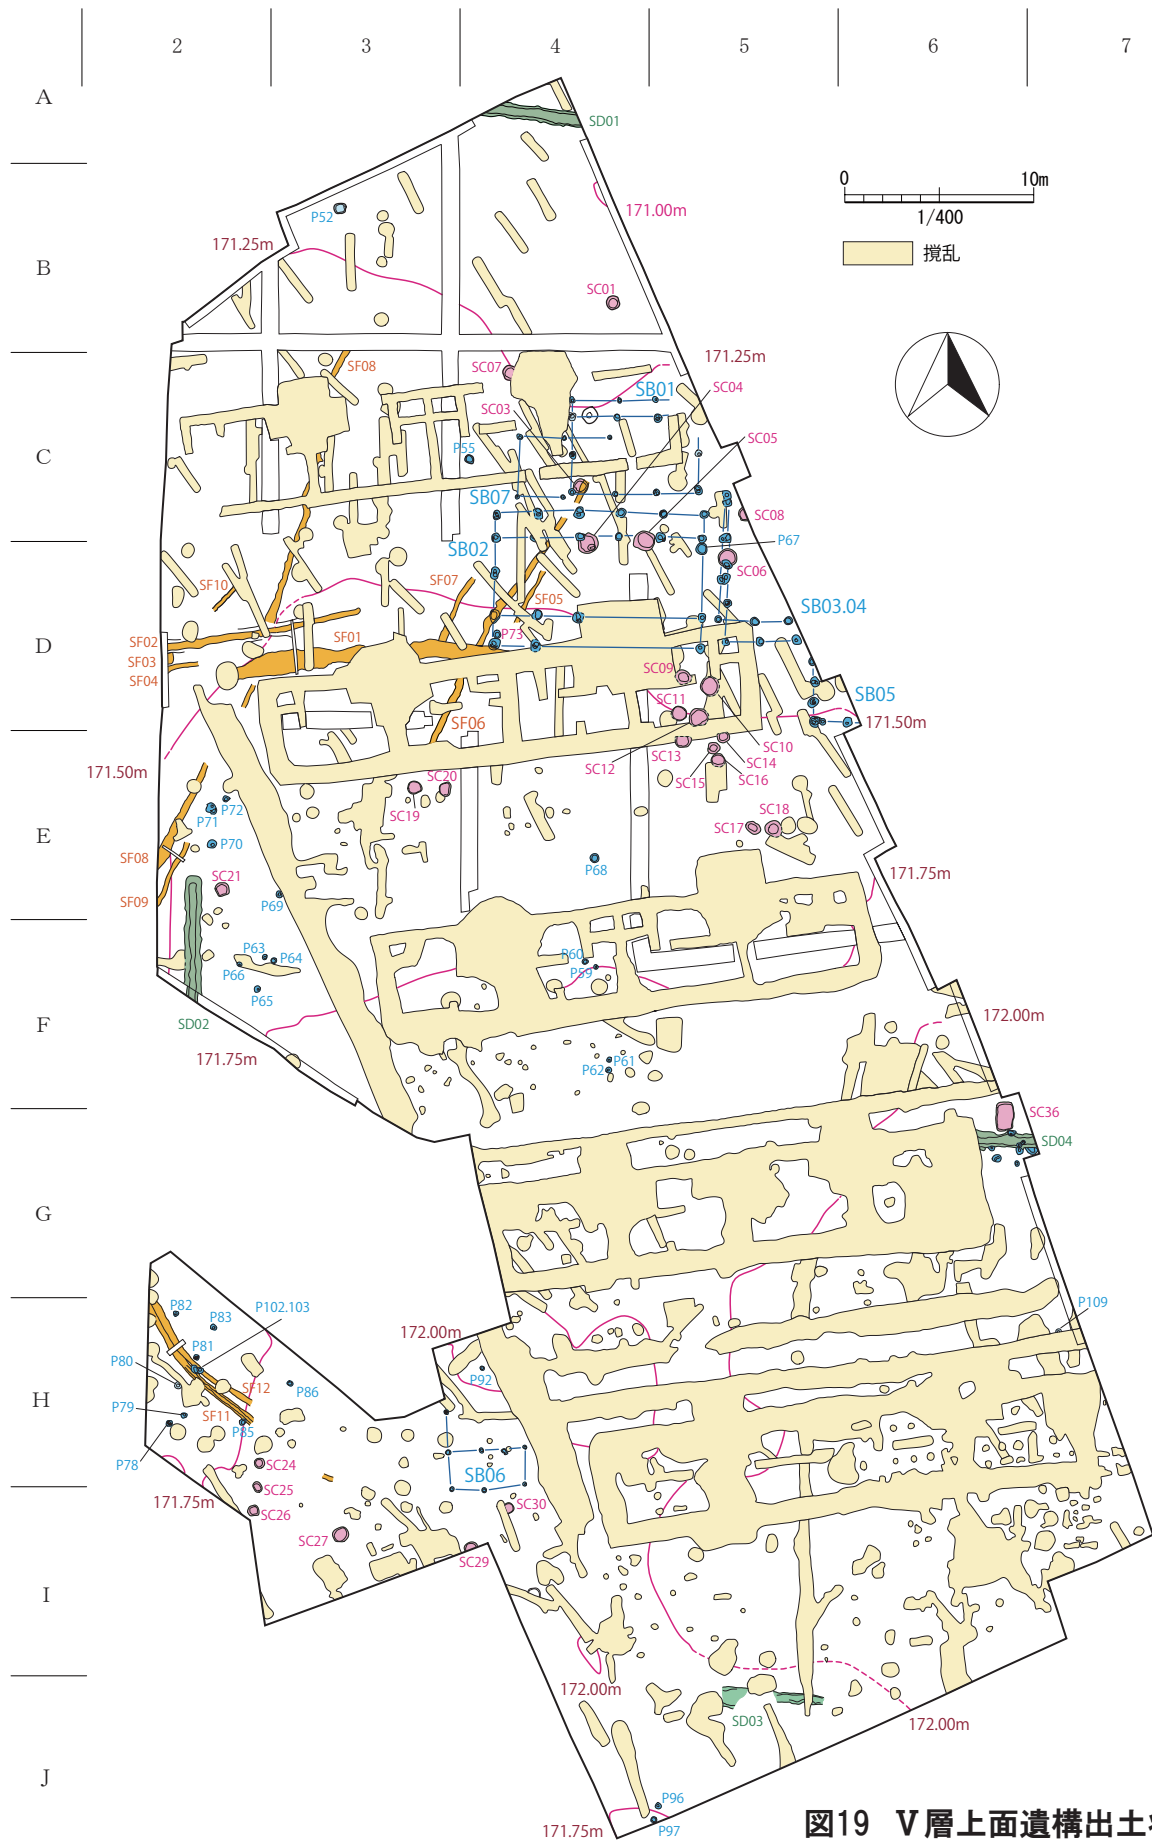 2 3 4 5 6 7
A
B
C
D
E
F
G
H
I
J
0 10m
1/400
撹乱
SD01
P52
171.00m
171.25m
SC01
SF08
SC07
171.25m
SB01
SC04
SC03
SC05
P55
SB07
SC08
SB02
P67
SC06
SF10
SF07
SF05
SB03.04
SF02
SF01
P73
SF03
SF04
SC09
SB05
SC11
171.50m
SF06
SC10
SC13
SC14
SC12
SC15
SC16
171.50m
SC20
SC19
P72
P71
SC18
SC17
P70
SF08
P68
171.75m
SC21
SF09
P69
P63
P64
P60
P66
P59
P65
SD02
172.00m
171.75m
P61
P62
SC36
SD04
P82
P102.103
P83
P109
172.00m
P81
P80
P92
SF12
P86
P79
SF11
P85
P78
SC24
SB06
SC25
171.75m
SC30
SC26
SC27
SC29
172.00m
SD03
172.00m
P96
171.75m
P97
図19 Ⅴ層上面遺構出土